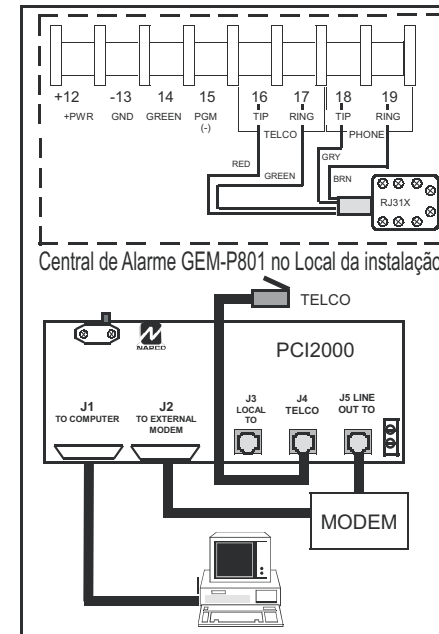 +12 -13 14 15 16 17 18 19
+PWR GND GREEN PGM TIP RING TIP RING
(-) TELCO PHONE
RED
GREEN
GRY
BRN
RJ31X
Central de Alarme GEM-P801 no Local da instalação
TELCO
NAPCO
PCI2000
J1
TO COMPUTER
J2
TO EXTERNAL
MODEM
J3
LOCAL
TO
J4
TELCO
J5 LINE
OUT TO
MODEM